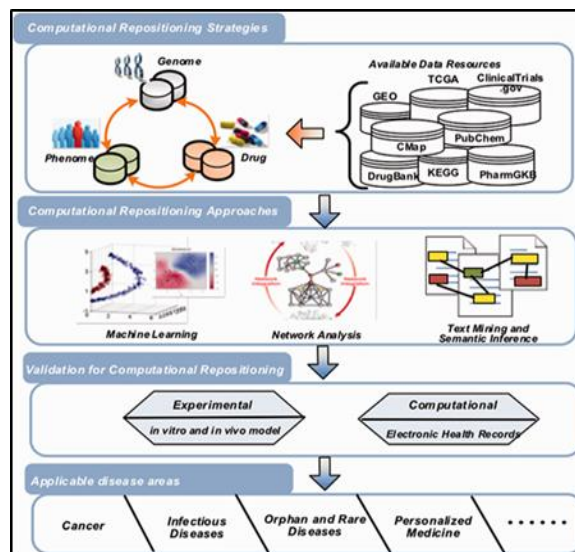 Computational Repositioning Strategies
Genome
Phenome
Drug
Available Data Resources
TCGA
ClinicalTrials
.gov
GEO
CMap
PubChem
DrugBank
KEGG
PharmGKB
Computational Repositioning Approaches
Machine Learning
Network Analysis
Text Mining and
Semantic Inference
Validation for Computational Repositioning
Experimental
in vitro and in vivo model
Computational
Electronic Health Records
Applicable disease areas
Cancer
Infectious
Diseases
Orphan and Rare
Diseases
Personalized
Medicine
......